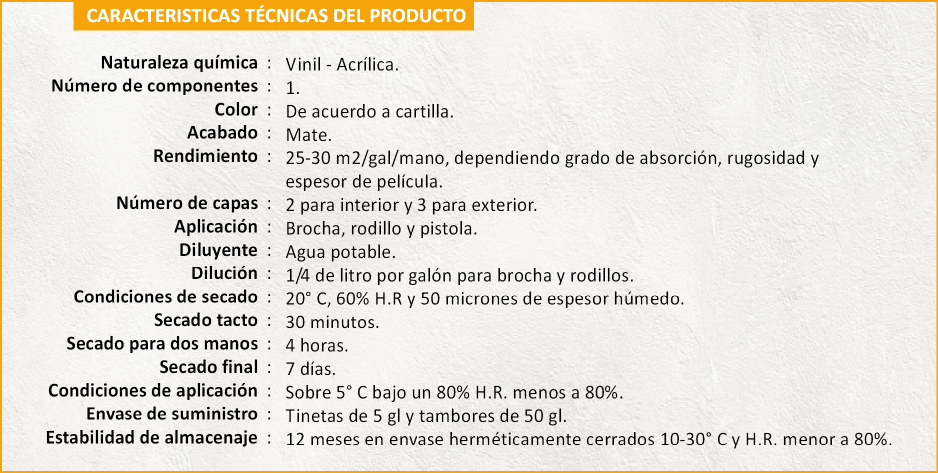 CARACTERISTICAS TÉCNICAS DEL PRODUCTO
Naturaleza química : Vinil - Acrílica.
Número de componentes : 1.
Color : De acuerdo a cartilla.
Acabado : Mate.
Rendimiento : 25-30 m2/gal/mano, dependiendo grado de absorción, rugosidad y
espesor de película.
Número de capas : 2 para interior y 3 para exterior.
Aplicación : Brocha, rodillo y pistola.
Diluyente : Agua potable.
Dilución : 1/4 de litro por galón para brocha y rodillos.
Condiciones de secado : 20° C, 60% H.R y 50 micrones de espesor húmedo.
Secado tacto : 30 minutos.
Secado para dos manos : 4 horas.
Secado final : 7 días.
Condiciones de aplicación : Sobre 5° C bajo un 80% H.R. menos a 80%.
Envase de suministro : Tinetas de 5 gl y tambores de 50 gl.
Estabilidad de almacenaje : 12 meses en envase herméticamente cerrados 10-30° C y H.R. menor a 80%.